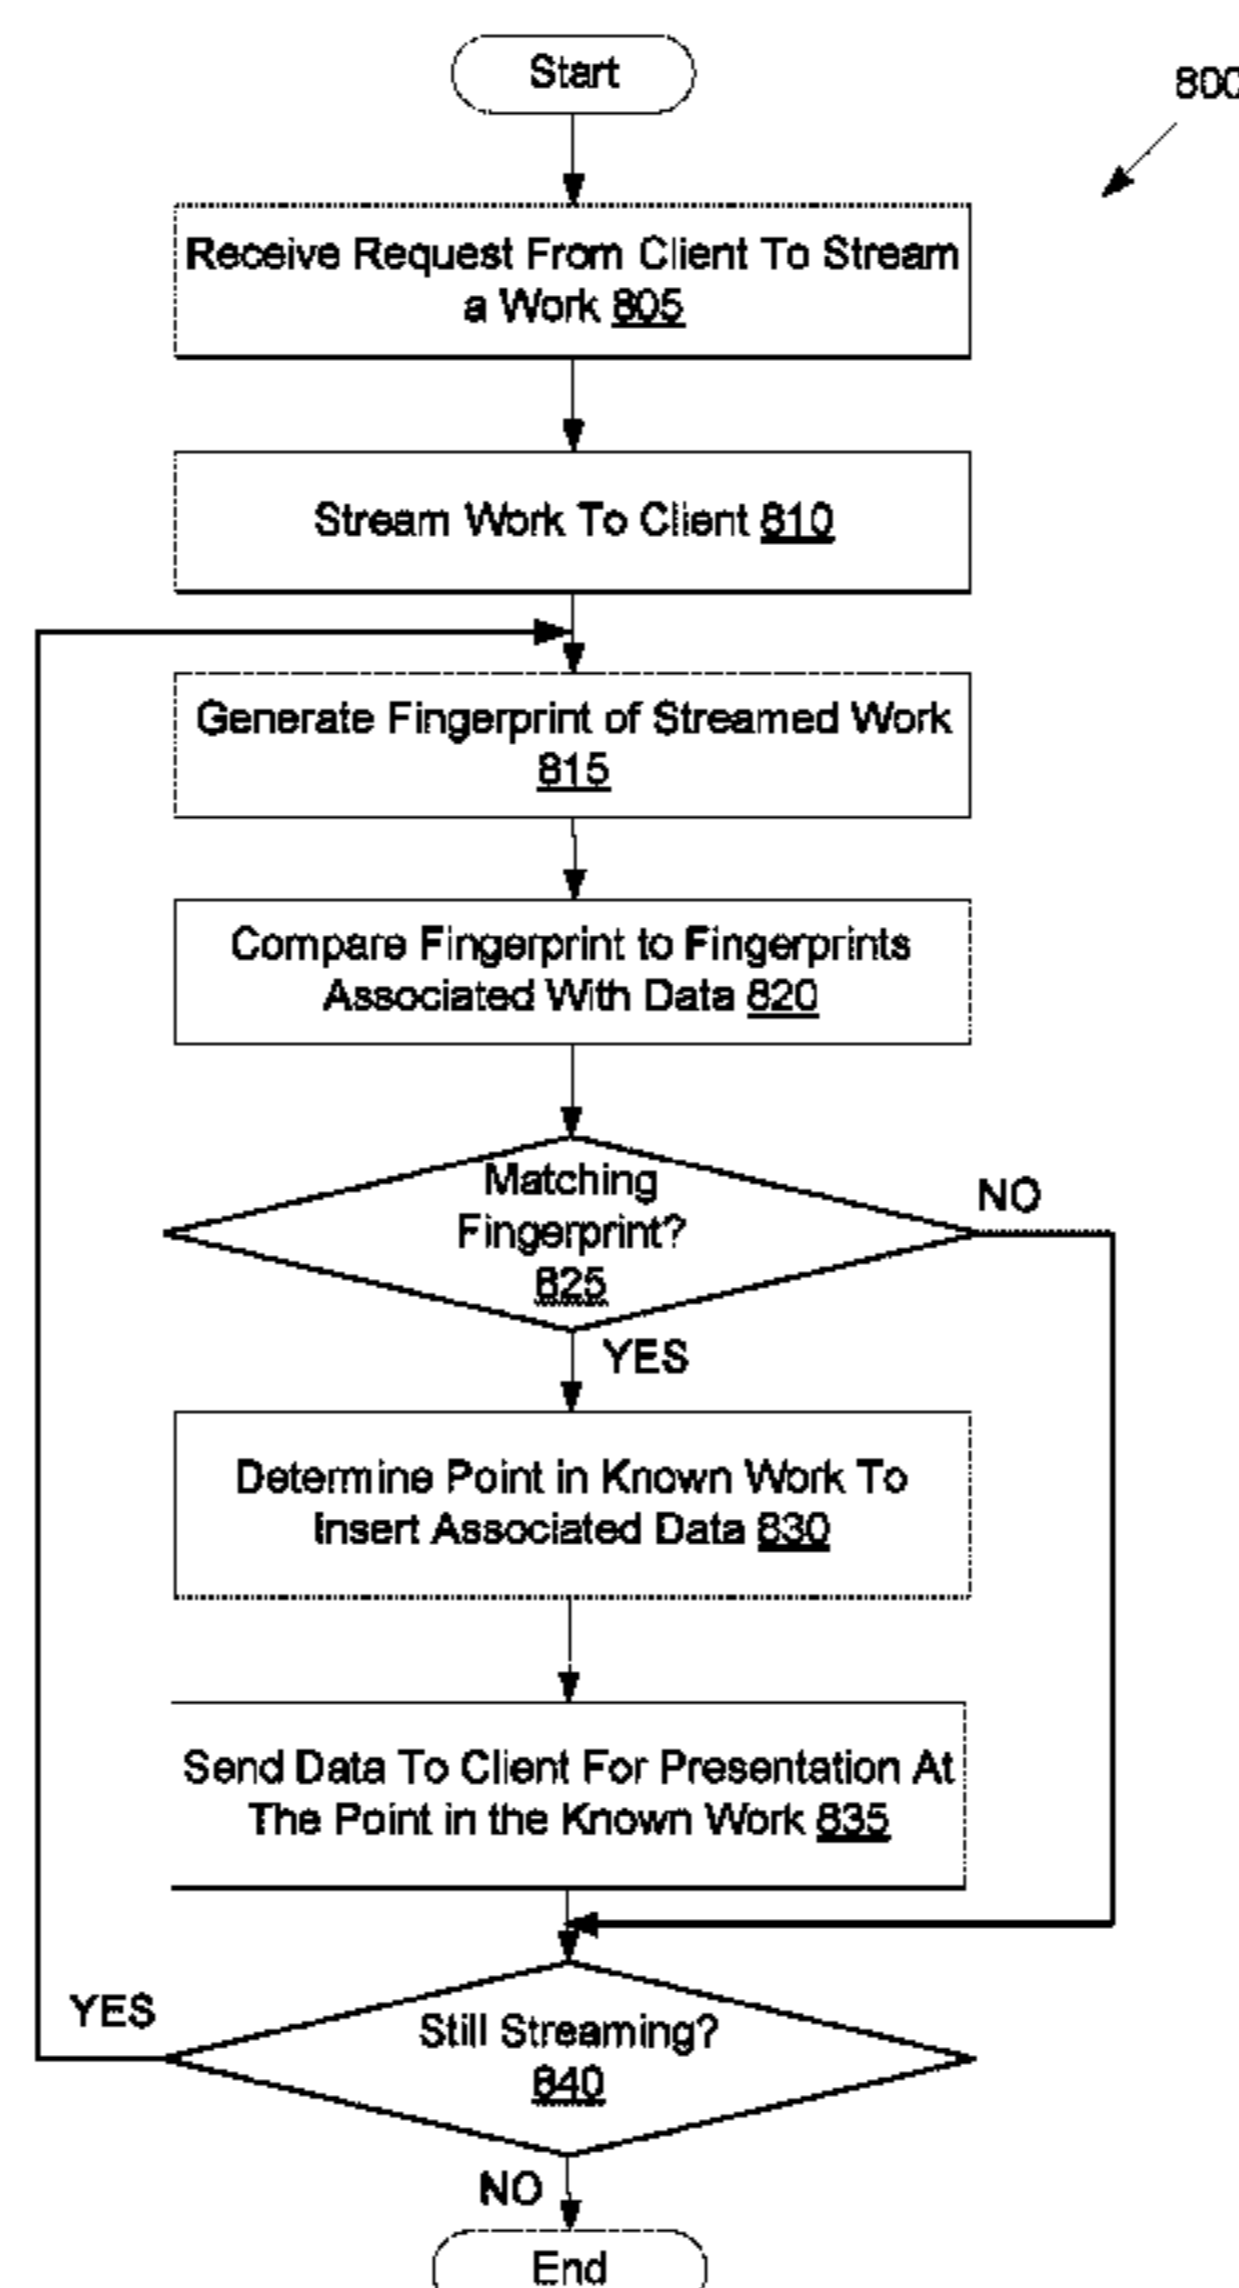 Start
800
Receive Request From Client To Stream
a Work 805
Stream Work To Client 810
Generate Fingerprint of Streamed Work
815
Compare Fingerprint to Fingerprints
Associated With Data 820
Matching
Fingerprint?
825
NO
YES
Determine Point in Known Work To
Insert Associated Data 830
Send Data To Client For Presentation At
The Point in the Known Work 835
YES
Still Streaming?
840
NO
End